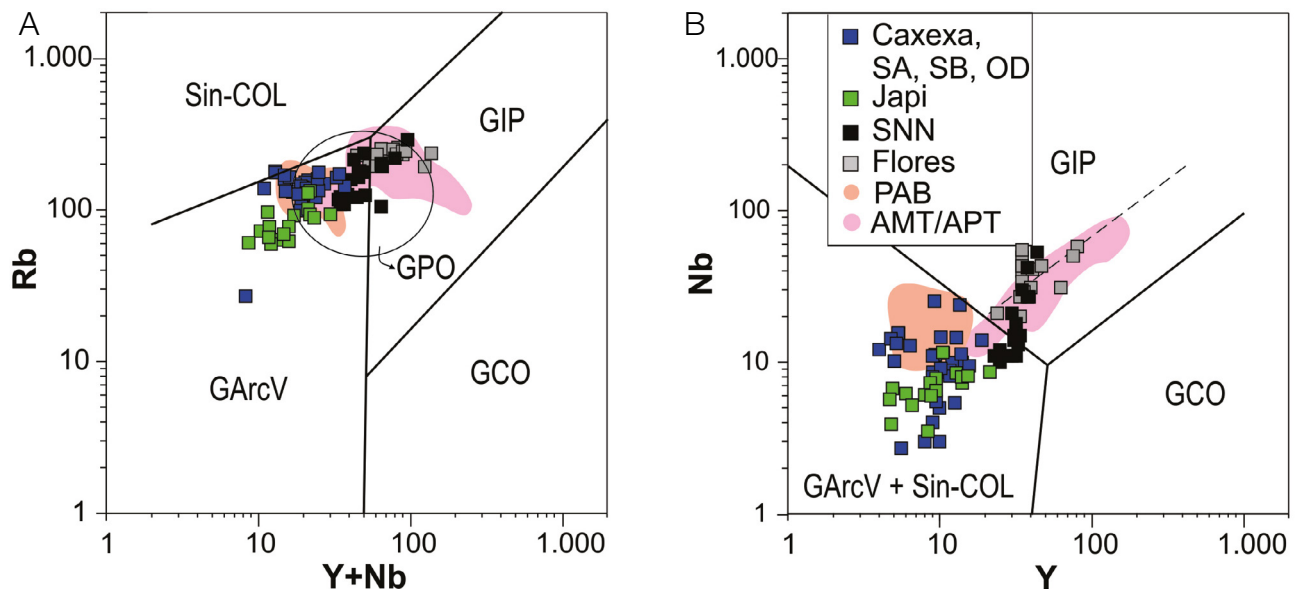 A
Rb
1.000
100
10
1
10
100
1.000
Y+Nb
Sin-COL
GIP
GPO
GArcV
GCO
B
Nb
1.000
100
10
1
1
10
100
1.000
Y
Caxexa,
SA, SB, OD
Japi
SNN
Flores
PAB
AMT/APT
GIP
GCO
GArcV + Sin-COL